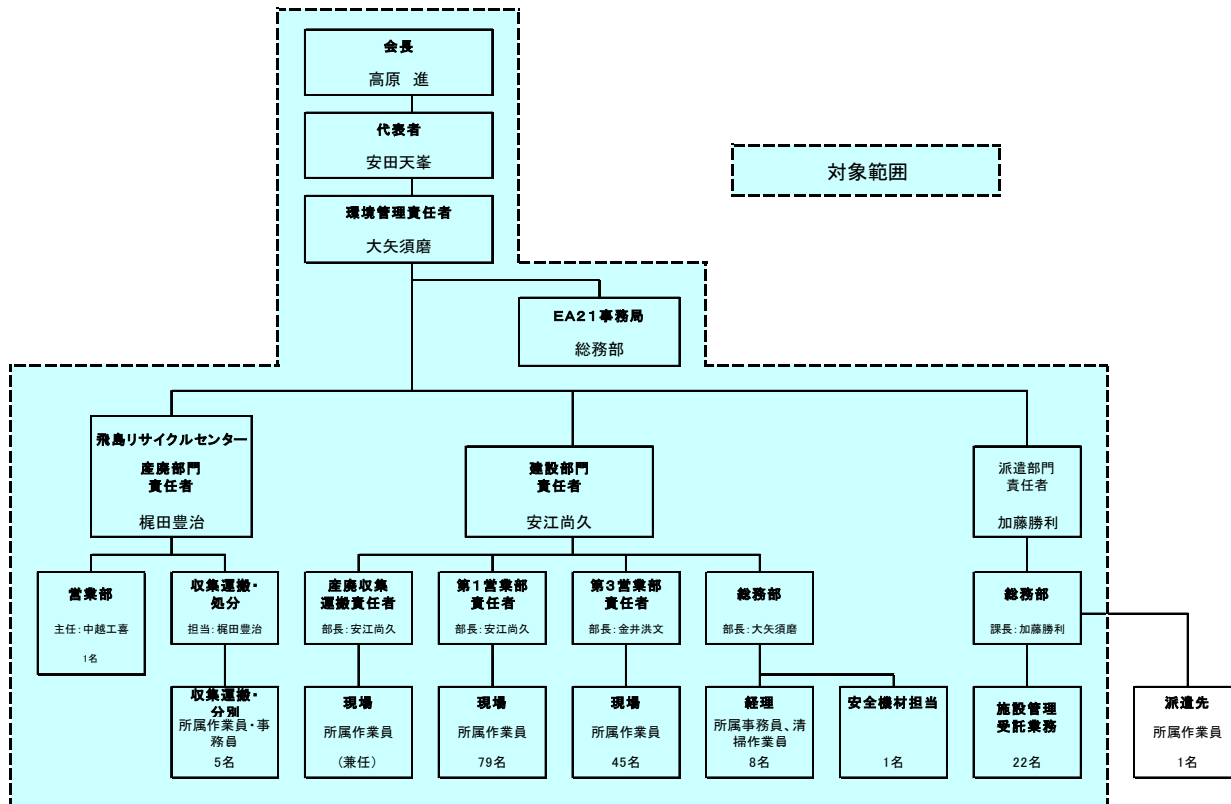 会長
高原 進
代表者
安田天峯
対象範囲
環境管理責任者
大矢須磨
EA21事務局
総務部
飛島リサイクルセンター
産廃部門
責任者
梶田豊治
建設部門
責任者
安江尚久
派遣部門
責任者
加藤勝利
営業部
主任:中越工喜
1名
収集運搬・
処分
担当:梶田豊治
産廃収集
運搬責任者
部長:安江尚久
第1営業部
責任者
部長:安江尚久
第3営業部
責任者
部長:金井洪文
総務部
部長:大矢須磨
総務部
課長:加藤勝利
収集運搬・
分別
所属作業員・事
務員
5名
現場
所属作業員
(兼任)
現場
所属作業員
79名
現場
所属作業員
45名
経理
所属事務員、清
掃作業員
8名
安全機材担当
1名
施設管理
受託業務
22名
派遣先
所属作業員
1名